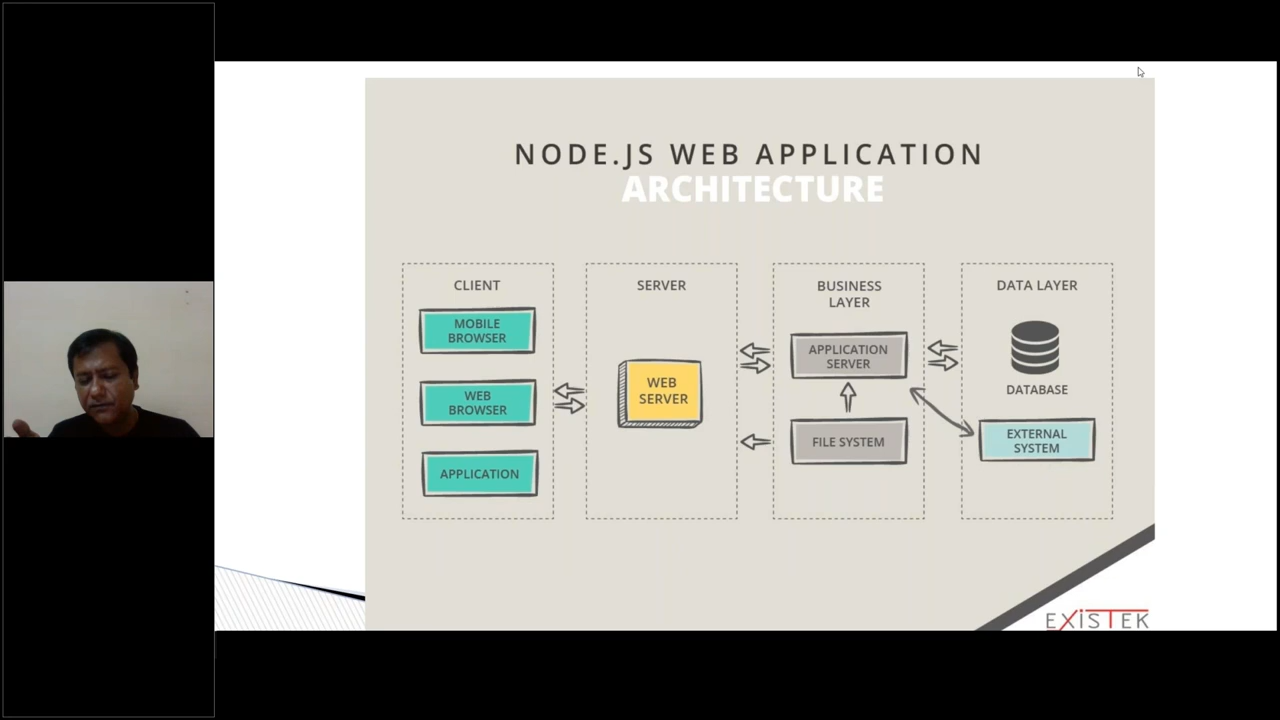 NODE.JS WEB APPLICATION
ARCHITECTURE
CLIENT
MOBILE
BROWSER
WEB
BROWSER
APPLICATION
SERVER
WEB
SERVER
BUSINESS
LAYER
APPLICATION
SERVER
FILE SYSTEM
DATA LAYER
DATABASE
EXTERNAL
SYSTEM
EXISTEK